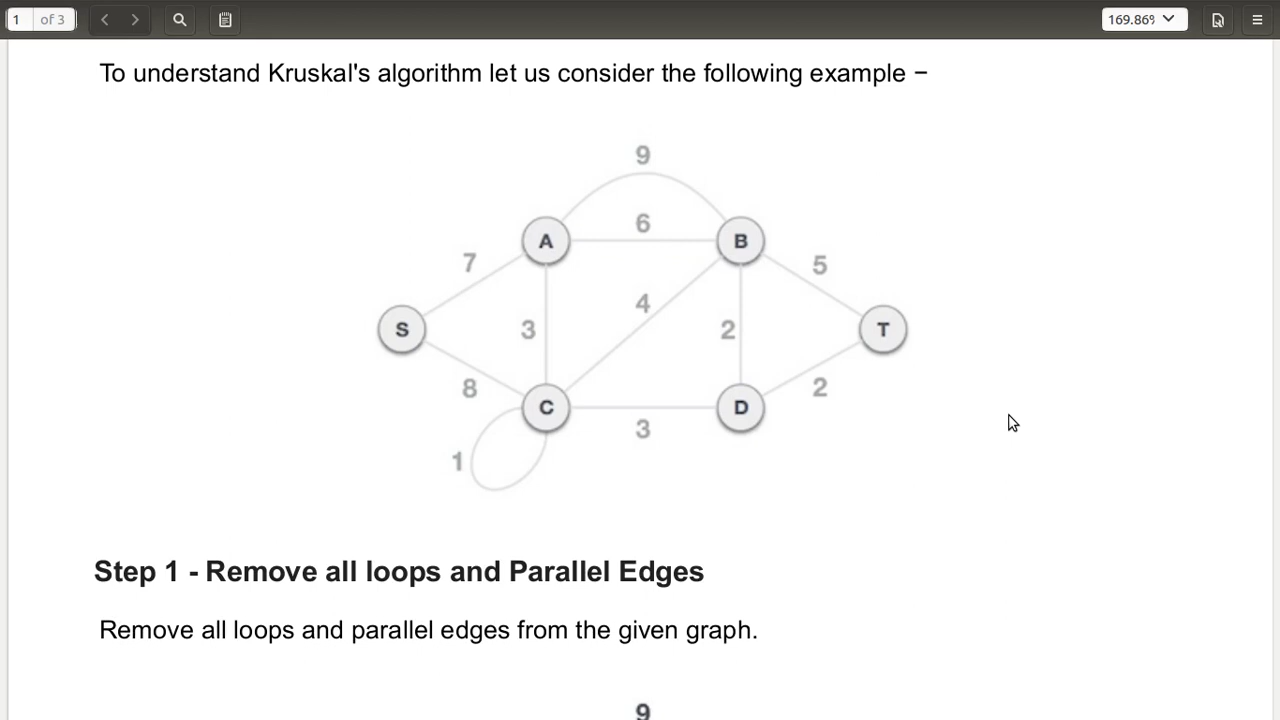 1 of 3
169.86%
To understand Kruskal's algorithm let us consider the following example −
9
6
A
B
7
5
4
S
3
2
T
8
2
C
D
3
1
Step 1 - Remove all loops and Parallel Edges
Remove all loops and parallel edges from the given graph.
9